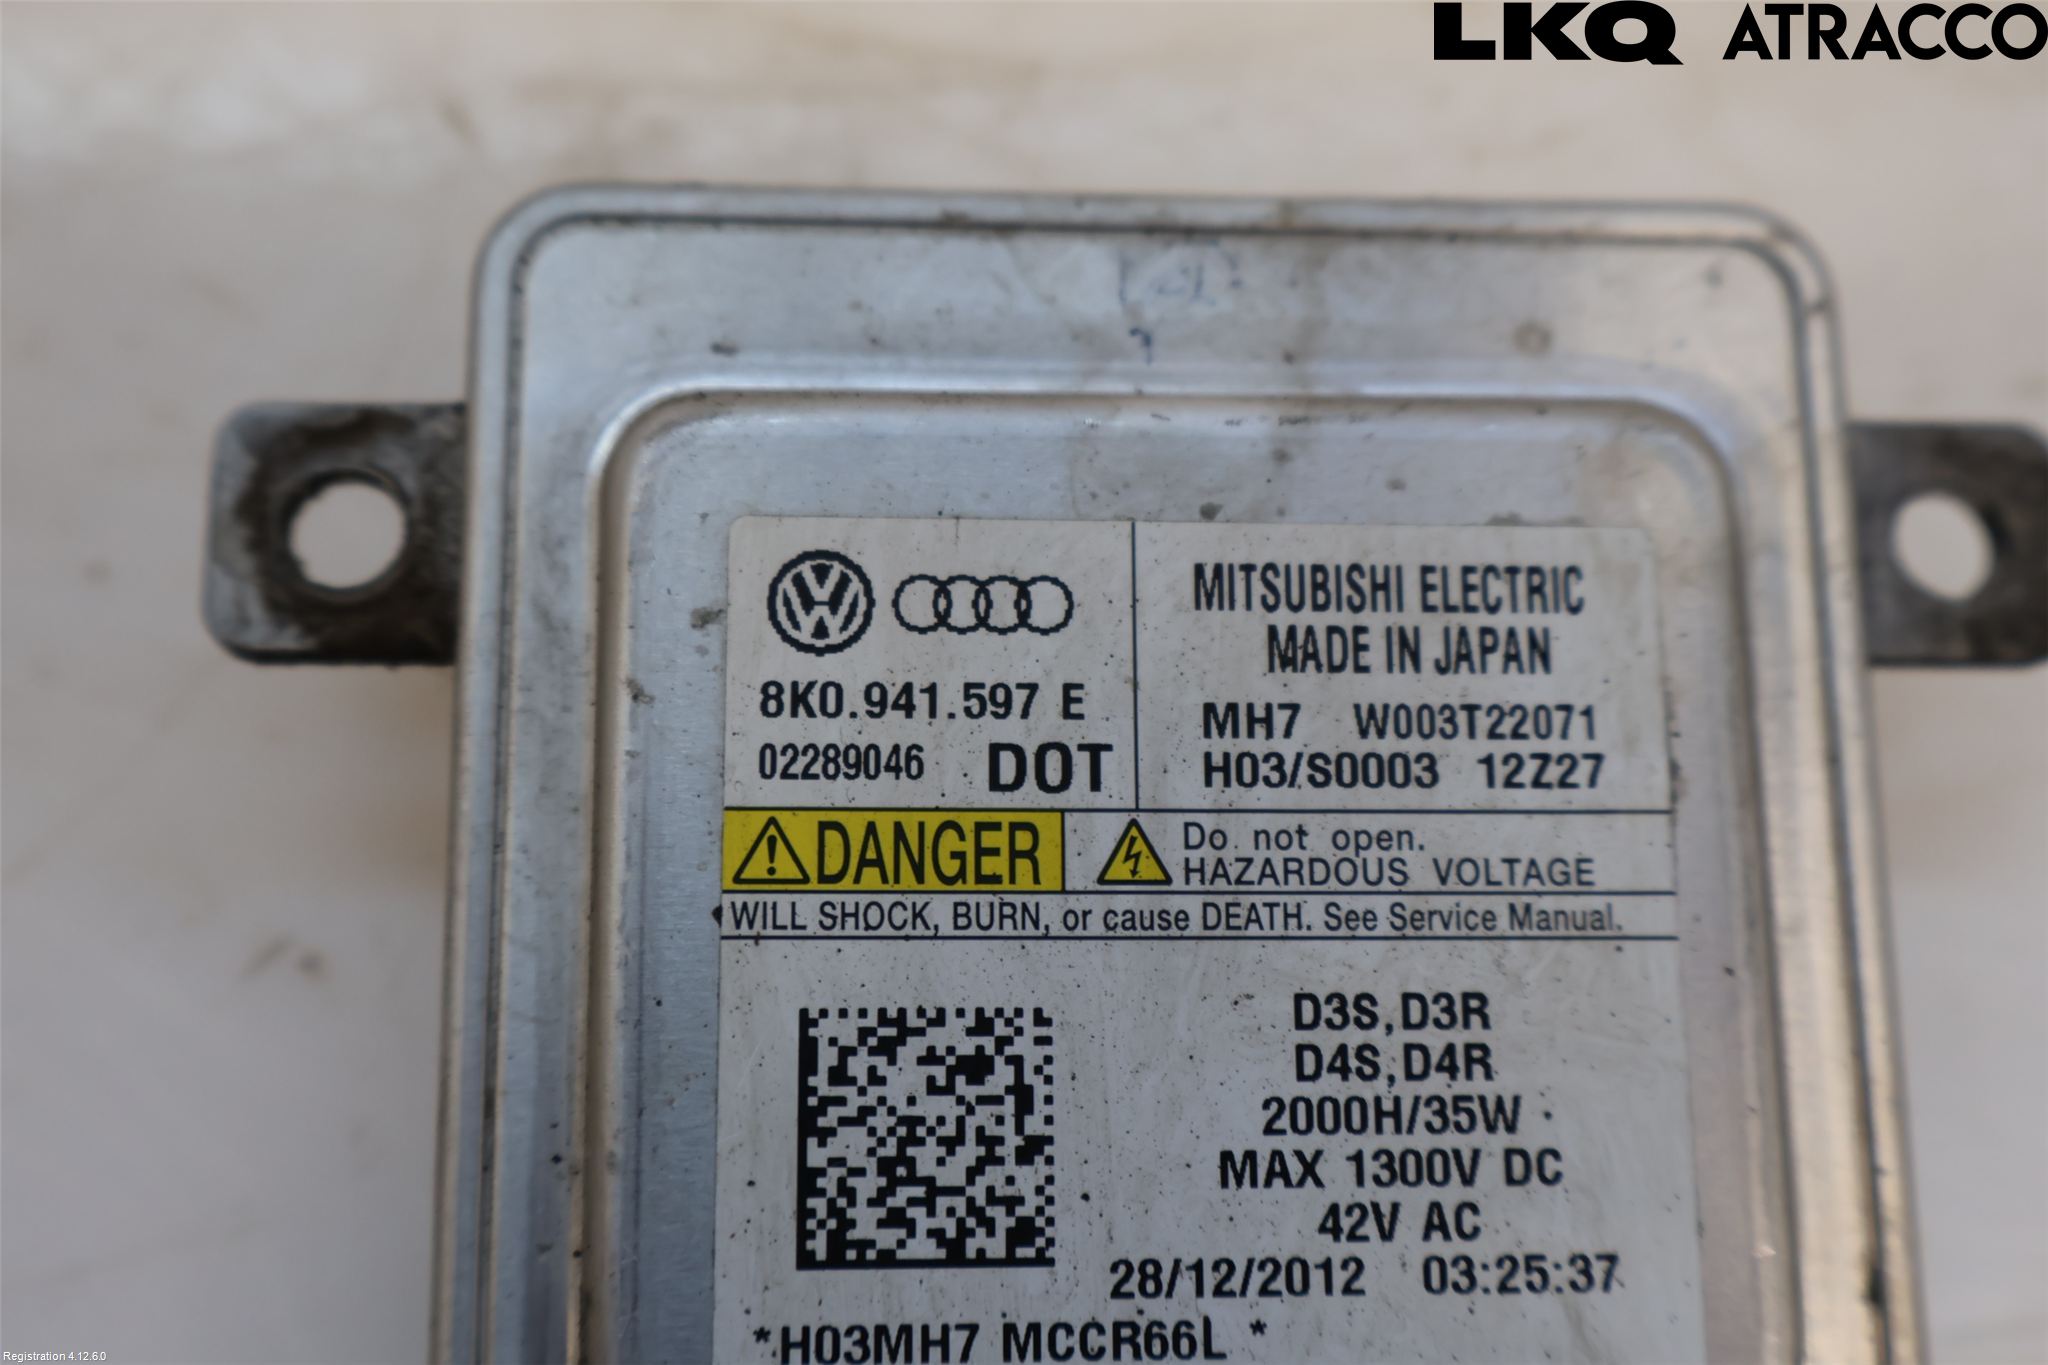 LKQ ATRACCO
8K0.941.597 E
02289046 DOT
MITSUBISHI ELECTRIC
MADE IN JAPAN
MH7 W003T22071
H03/S0003 12Z27
DANGER
Do not open.
HAZARDOUS VOLTAGE
WILL SHOCK, BURN, or cause DEATH. See Service Manual.
D3S,D3R
D4S,D4R
2000H/35W
MAX 1300V DC
42V AC
28/12/2012 03:25:37
*H03MH7 MCCR66L *
Registration 4.12.6.0